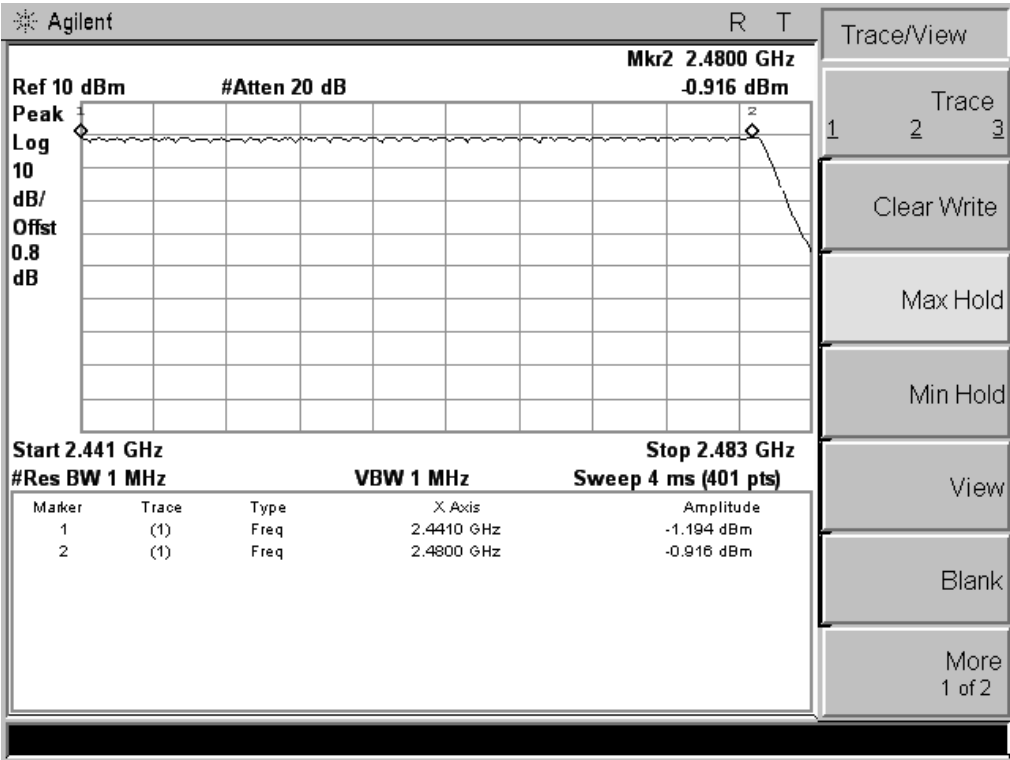 Agilent R T
Mkr2 2.4800 GHz
Ref 10 dBm #Atten 20 dB -0.916 dBm
Peak
Log
10
dB/
Offst
0.8
dB
1
2
Start 2.441 GHz Stop 2.483 GHz
#Res BW 1 MHz VBW 1 MHz Sweep 4 ms (401 pts)
Marker Trace Type X Axis Amplitude
1 (1) Freq 2.4410 GHz -1.194 dBm
2 (1) Freq 2.4800 GHz -0.916 dBm
Trace/View
Trace
1 2 3
Clear Write
Max Hold
Min Hold
View
Blank
More
1 of 2